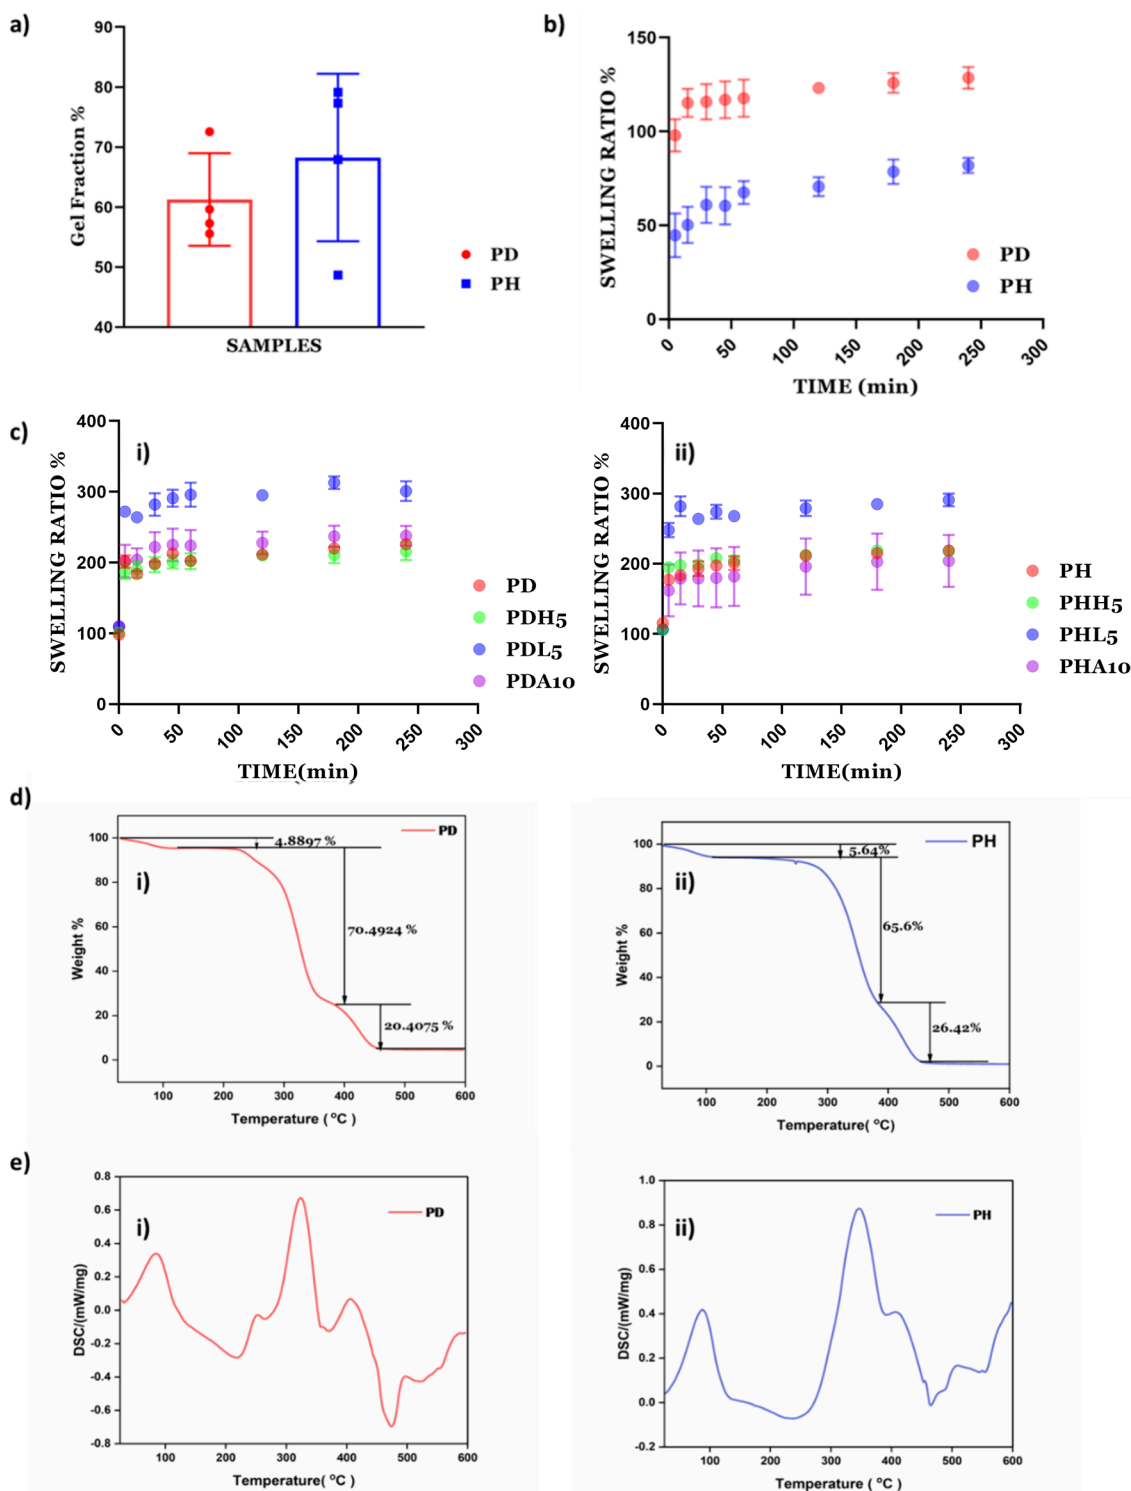 a)
90
80
70
60
50
40
Gel Fraction %
SAMPLES
PD
PH
b)
150
100
50
0
SWELLING RATIO %
0
50
100
150
200
250
300
TIME (min)
PD
PH
c)
i)
400
300
200
100
0
SWELLING RATIO %
0
50
100
150
200
250
300
TIME(min)
PD
PDH5
PDL5
PDA10
ii)
400
300
200
100
0
SWELLING RATIO %
0
50
100
150
200
250
300
TIME(min)
PH
PHH5
PHL5
PHA10
d)
i)
100
80
60
40
20
0
Weight %
4.8897 %
70.4924 %
20.4075 %
PD
100
200
300
400
500
600
Temperature ( °C )
ii)
100
80
60
40
20
0
Weight %
5.64%
65.6%
26.42%
PH
100
200
300
400
500
600
Temperature( °C)
e)
i)
0.8
0.6
0.4
0.2
0.0
-0.2
-0.4
-0.6
-0.8
DSC/(mW/mg)
PD
100
200
300
400
500
600
Temperature( °C)
ii)
1.0
0.8
0.6
0.4
0.2
0.0
-0.2
DSC/(mW/mg)
PH
100
200
300
400
500
600
Temperature ( °C)